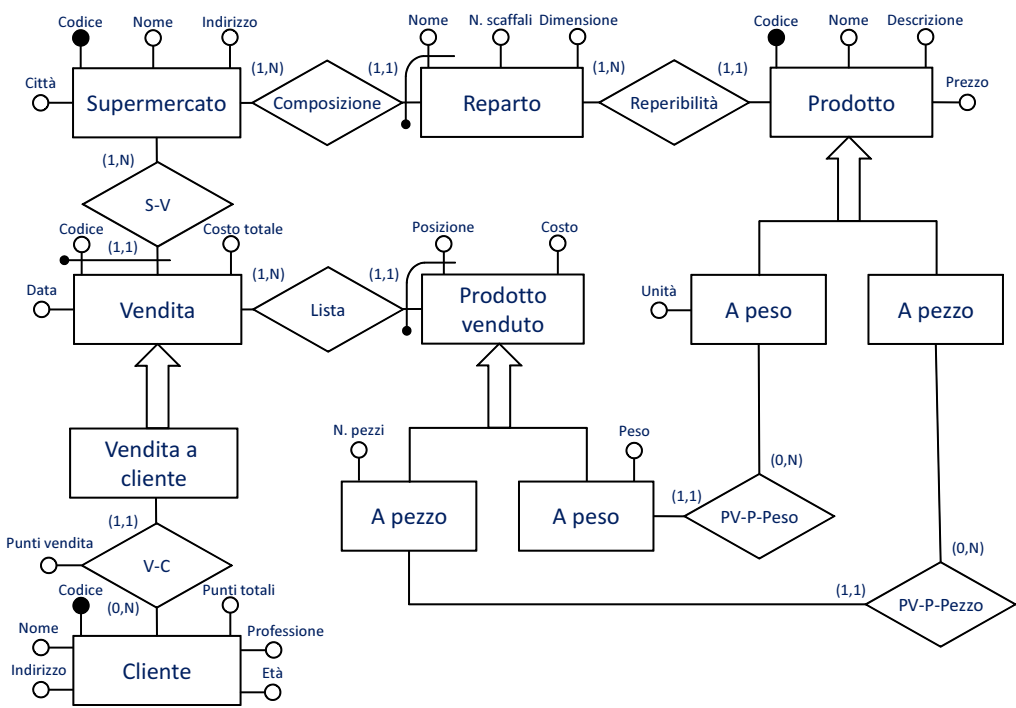 Codice
Nome
Indirizzo
Nome
N. scaffali
Dimensione
Codice
Nome
Descrizione
Città
(1,N)
(1,1)
(1,N)
(1,1)
Prezzo
Supermercato
Composizione
Reparto
Reperibilità
Prodotto
(1,N)
S-V
Codice
(1,1)
Costo totale
Posizione
Costo
(1,N)
(1,1)
Data
Unità
Vendita
Lista
Prodotto
venduto
A peso
A pezzo
N. pezzi
Peso
Vendita a
cliente
(0,N)
(1,1)
A pezzo
A peso
PV-P-Peso
(1,1)
Punti vendita
V-C
(0,N)
Codice
(0,N)
Punti totali
(1,1)
PV-P-Pezzo
Nome
Professione
Indirizzo
Cliente
Età